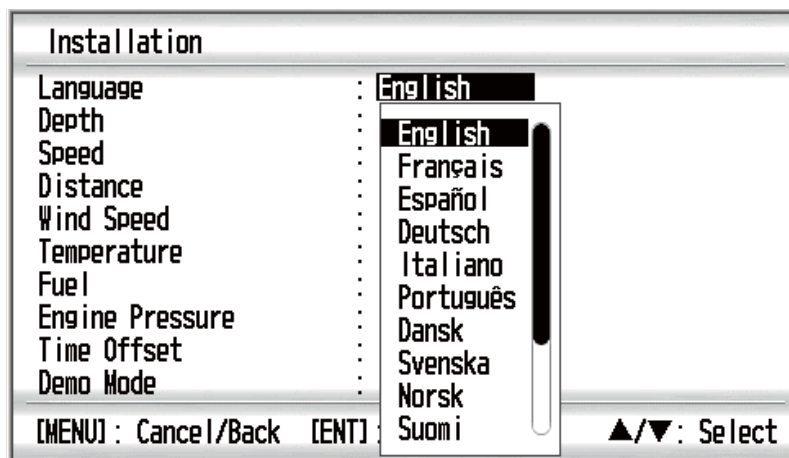 Installation
Language : English
Depth :
Speed :
Distance :
Wind Speed :
Temperature :
Fuel :
Engine Pressure :
Time Offset :
Demo Mode :
English
Français
Español
Deutsch
Italiano
Português
Dansk
Svenska
Norsk
Suomi
[MENU] : Cancel/Back [ENT] : ▲/▼: Select